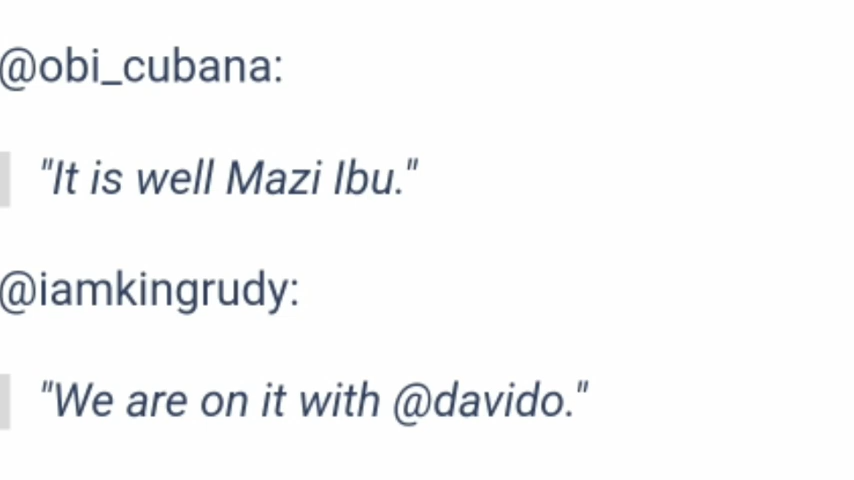 @obi_cubana:
"It is well Mazi Ibu."
@iamkingrudy:
"We are on it with @davido."